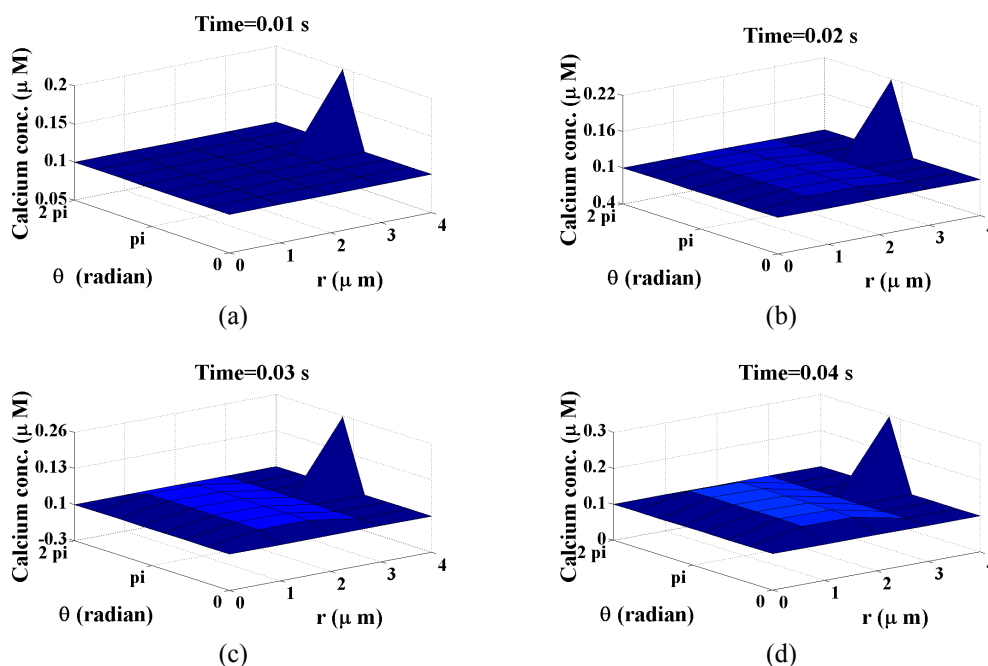 Time=0.01 s
Calcium conc. (μ M)
0.2
0.15
0.1
0.05
2 pi
pi
0
θ (radian)
0
1
2
3
4
r (μ m)
(a)
Time=0.02 s
Calcium conc. (μ M)
0.22
0.16
0.1
0.4
2 pi
pi
0
θ (radian)
0
1
2
3
4
r (μ m)
(b)
Time=0.03 s
Calcium conc. (μ M)
0.26
0.13
0.1
-0.3
2 pi
pi
0
θ (radian)
0
1
2
3
4
r (μ m)
(c)
Time=0.04 s
Calcium conc. (μ M)
0.3
0.2
0.1
0
2 pi
pi
0
θ (radian)
0
1
2
3
4
r (μ m)
(d)